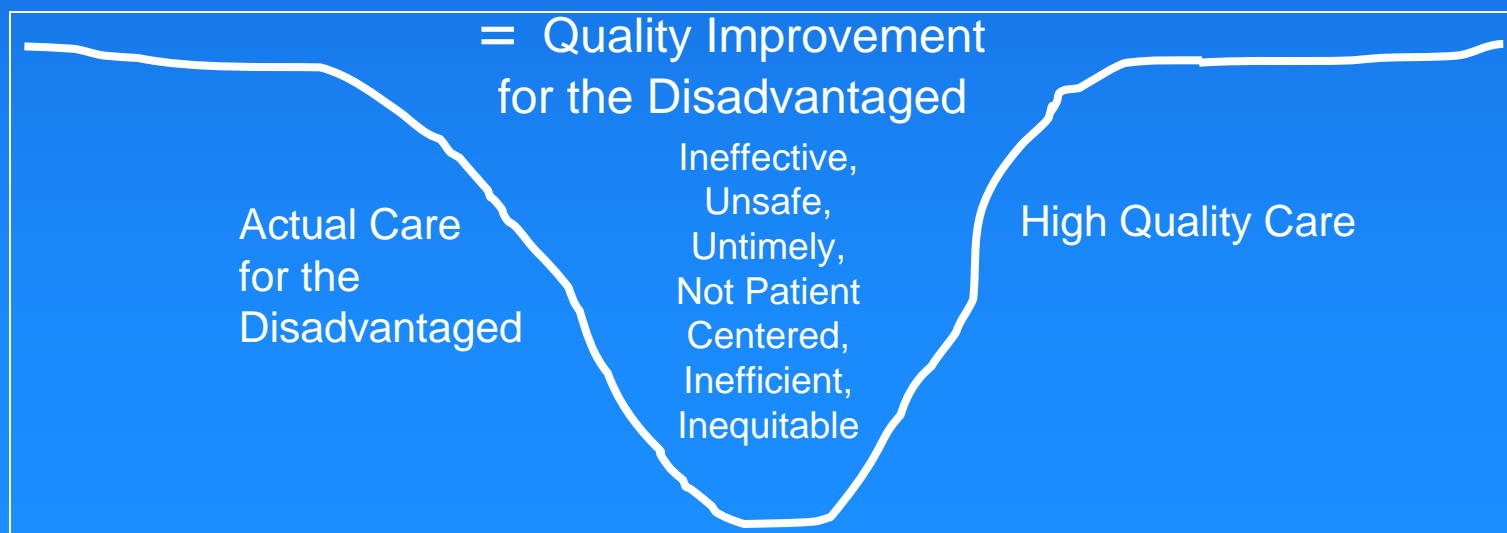 = Quality Improvement
for the Disadvantaged
Ineffective,
Unsafe,
Untimely,
Not Patient
Centered,
Inefficient,
Inequitable
Actual Care
for the
Disadvantaged
High Quality Care